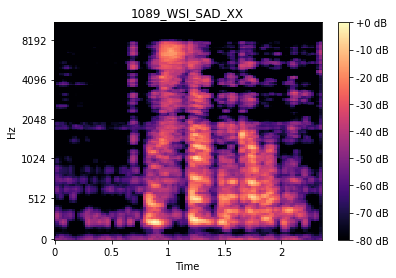 1089_WSI_SAD_XX
8192
4096
2048
1024
512
0
Hz
0
0.5
1
1.5
2
Time
+0 dB
-10 dB
-20 dB
-30 dB
-40 dB
-50 dB
-60 dB
-70 dB
-80 dB